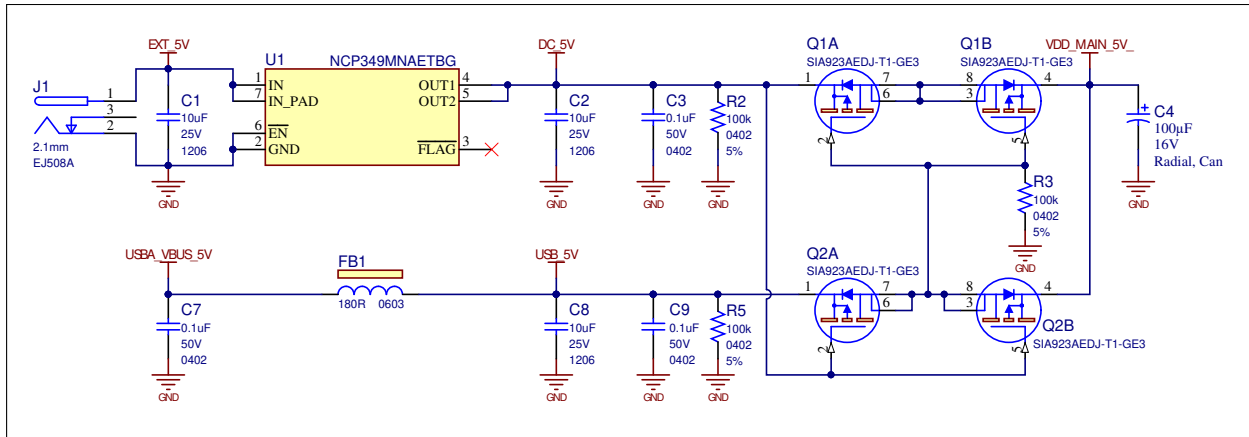 EXT_5V
DC_5V
VDD_MAIN_5V_
J1
1
3
2
2.1mm
EJ508A
GND
C1
10uF
25V
1206
U1
NCP349MNAETBG
1
IN
7
IN_PAD
6
EN
2
GND
OUT1
4
OUT2
5
FLAG
3
C2
10uF
25V
1206
GND
C3
0.1uF
50V
0402
GND
R2
100k
0402
5%
GND
Q1A
SIA923AEDJ-T1-GE3
1
7
6
2
Q1B
SIA923AEDJ-T1-GE3
8
3
4
5
C4
100µF
16V
Radial, Can
GND
R3
100k
0402
5%
GND
USBA_VBUS_5V
C7
0.1uF
50V
0402
GND
FB1
180R 0603
USB_5V
C8
10uF
25V
1206
GND
C9
0.1uF
50V
0402
GND
R5
100k
0402
5%
GND
Q2A
SIA923AEDJ-T1-GE3
1
7
6
2
8
3
4
5
Q2B
SIA923AEDJ-T1-GE3